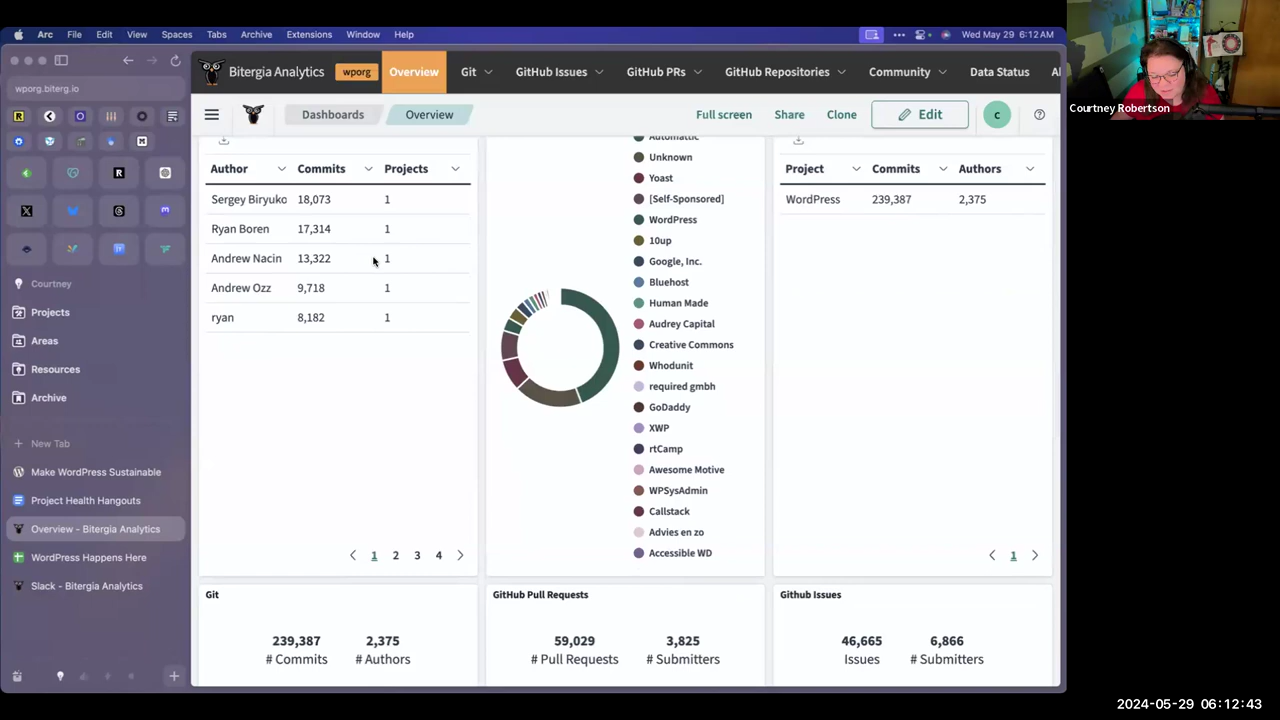 Arc File Edit View Spaces Tabs Archive Extensions Window Help
Wed May 29 6:12 AM
wporg.biterg.io
Bitergia Analytics wporg Overview Git GitHub Issues GitHub PRs GitHub Repositories Community Data Status
Dashboards Overview Full screen Share Clone Edit c
Courtney Robertson
Author Commits Projects
Sergey Biryuko 18,073 1
Ryan Boren 17,314 1
Andrew Nacin 13,322 1
Andrew Ozz 9,718 1
ryan 8,182 1
1 2 3 4
Automattic
Unknown
Yoast
[Self-Sponsored]
WordPress
10up
Google, Inc.
Bluehost
Human Made
Audrey Capital
Creative Commons
Whodunit
required gmbh
GoDaddy
XWP
rtCamp
Awesome Motive
WPSysAdmin
Callstack
Advies en zo
Accessible WD
Project Commits Authors
WordPress 239,387 2,375
1
Courtney
Projects
Areas
Resources
Archive
New Tab
Make WordPress Sustainable
Project Health Hangouts
Overview - Bitergia Analytics
WordPress Happens Here
Slack - Bitergia Analytics
Git
239,387 2,375
# Commits # Authors
GitHub Pull Requests
59,029 3,825
# Pull Requests # Submitters
Github Issues
46,665 6,866
Issues # Submitters
2024-05-29 06:12:43